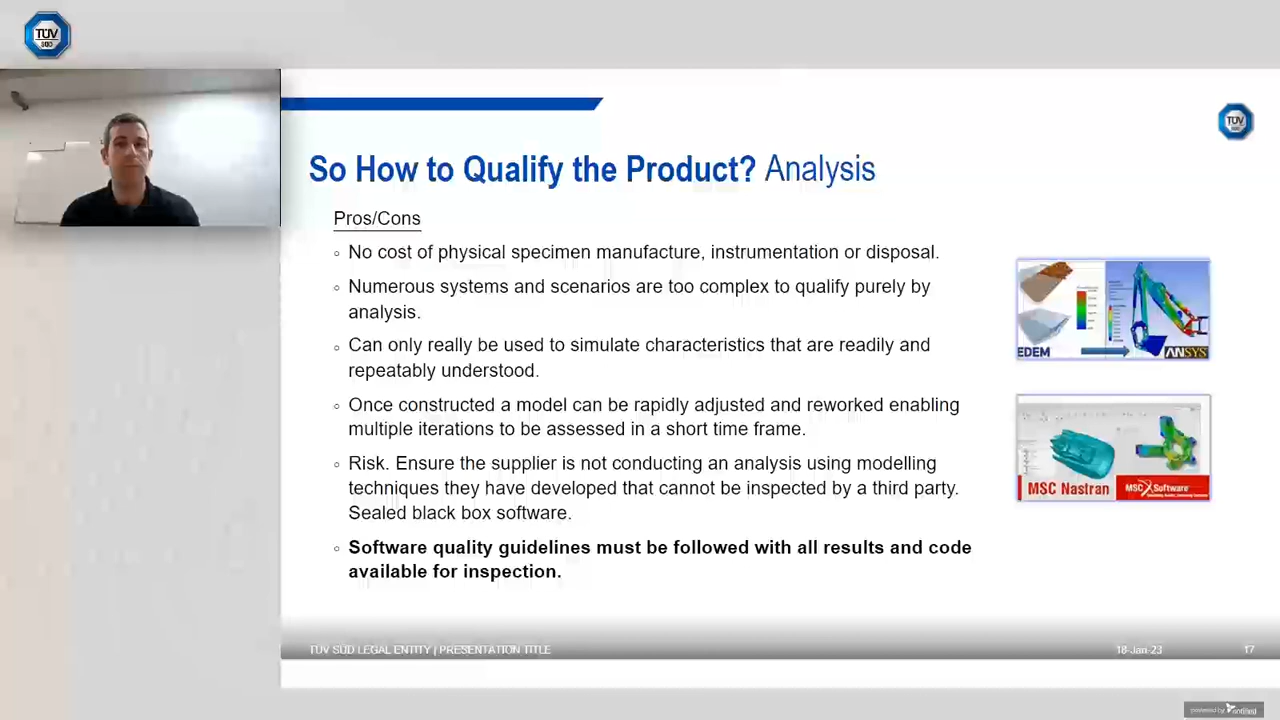 TÜV
SÜD
TÜV
SÜD
So How to Qualify the Product? Analysis
Pros/Cons
◦ No cost of physical specimen manufacture, instrumentation or disposal.
◦ Numerous systems and scenarios are too complex to qualify purely by
analysis.
◦ Can only really be used to simulate characteristics that are readily and
repeatably understood.
◦ Once constructed a model can be rapidly adjusted and reworked enabling
multiple iterations to be assessed in a short time frame.
◦ Risk. Ensure the supplier is not conducting an analysis using modelling
techniques they have developed that cannot be inspected by a third party.
Sealed black box software.
◦ Software quality guidelines must be followed with all results and code
available for inspection.
EDEM
ANSYS
MSC Nastran
MSC Software
TÜV SÜD LEGAL ENTITY | PRESENTATION TITLE
18-Jan-23
17
powered by